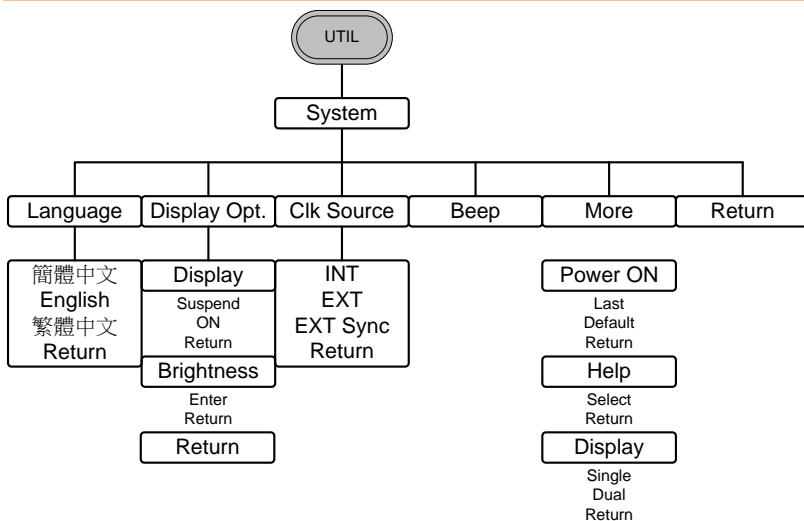 UTIL
System
Language
Display Opt.
Clk Source
Beep
More
Return
簡體中文
English
繁體中文
Return
Display
Suspend
ON
Return
Brightness
Enter
Return
Return
INT
EXT
EXT Sync
Return
Power ON
Last
Default
Return
Help
Select
Return
Display
Single
Dual
Return